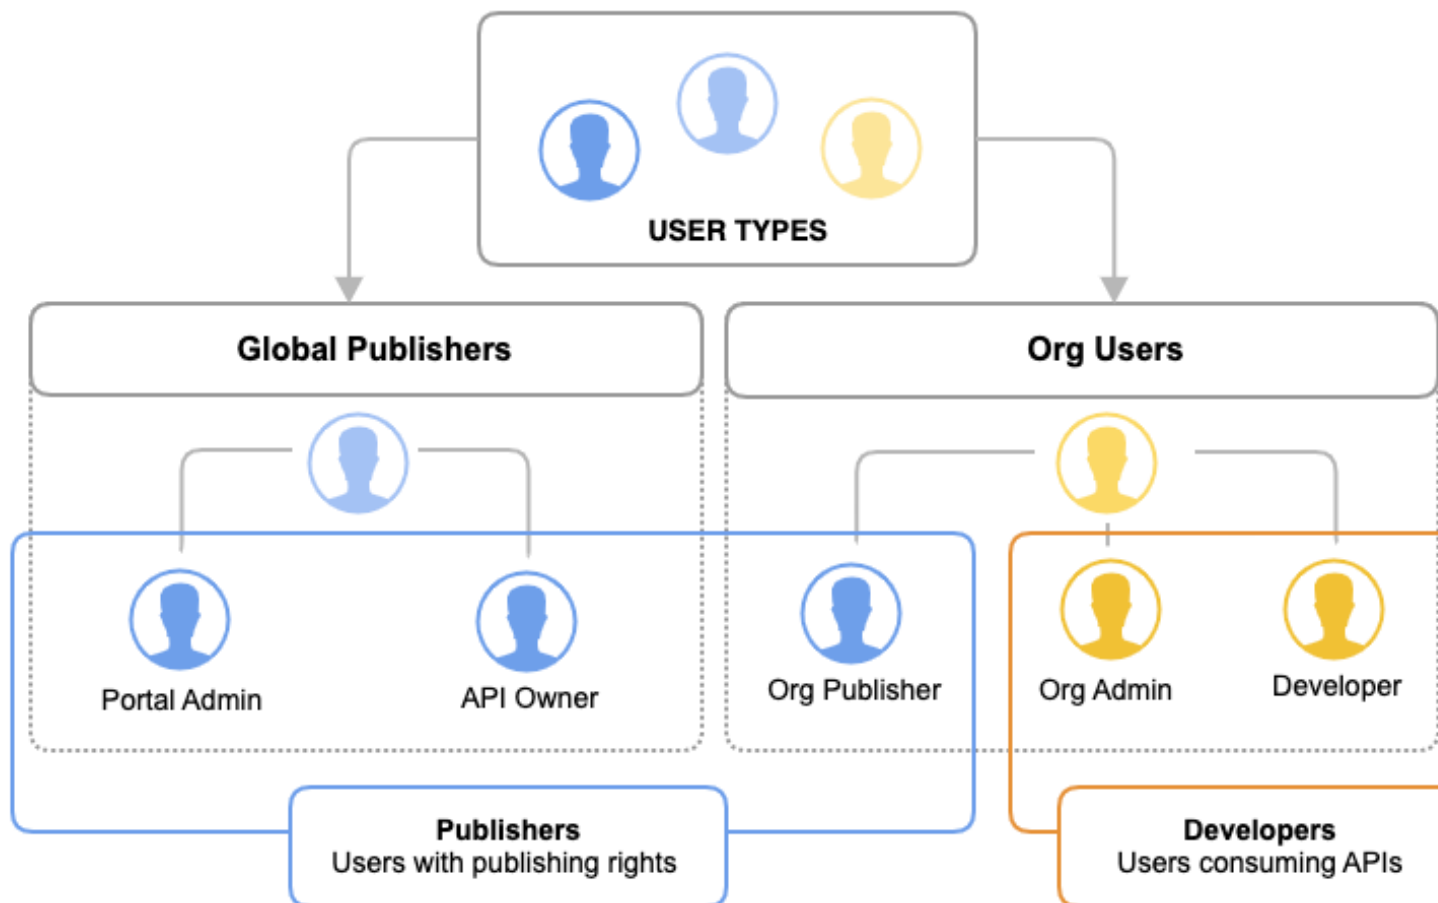 USER TYPES
Global Publishers
Org Users
Portal Admin
API Owner
Org Publisher
Org Admin
Developer
Publishers
Users with publishing rights
Developers
Users consuming APIs